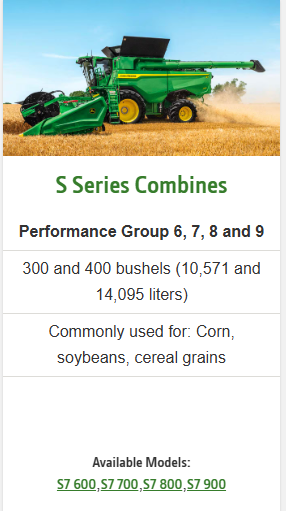 S Series Combines
Performance Group 6, 7, 8 and 9
300 and 400 bushels (10,571 and
14,095 liters)
Commonly used for: Corn,
soybeans, cereal grains
Available Models:
S7 600,S7 700,S7 800,S7 900